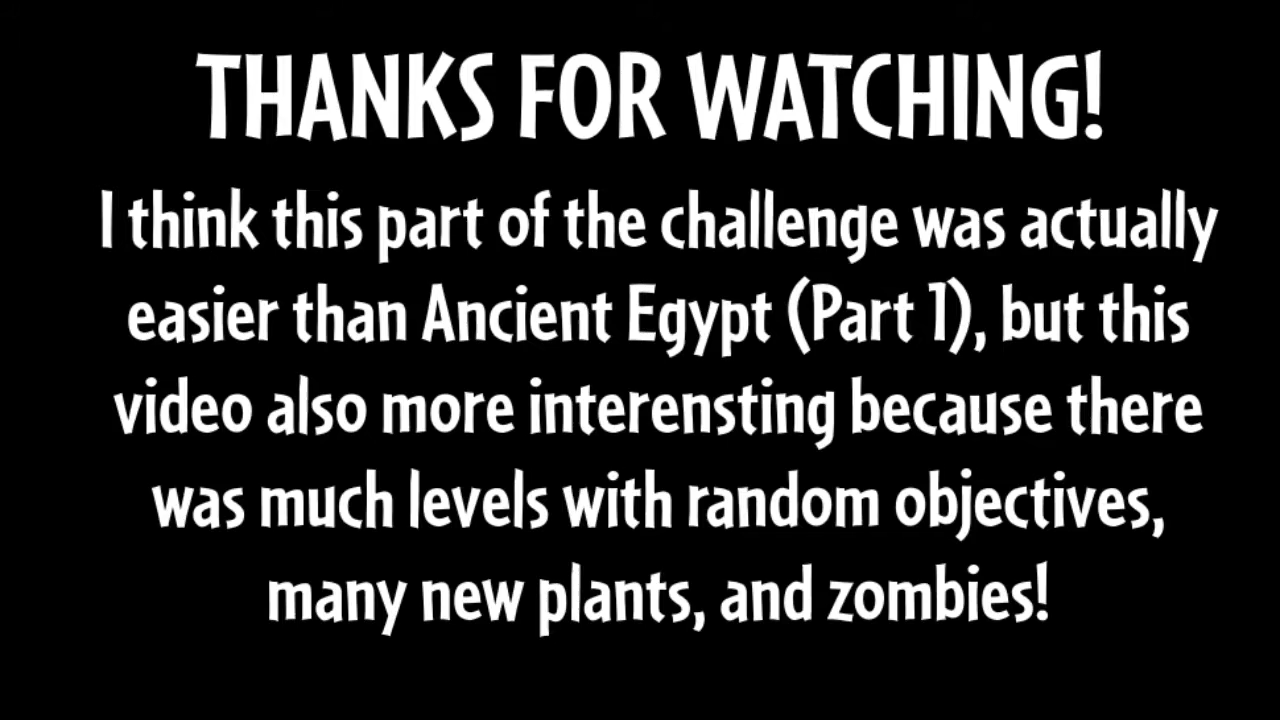 THANKS FOR WATCHING!
I think this part of the challenge was actually
easier than Ancient Egypt (Part 1), but this
video also more interensting because there
was much levels with random objectives,
many new plants, and zombies!